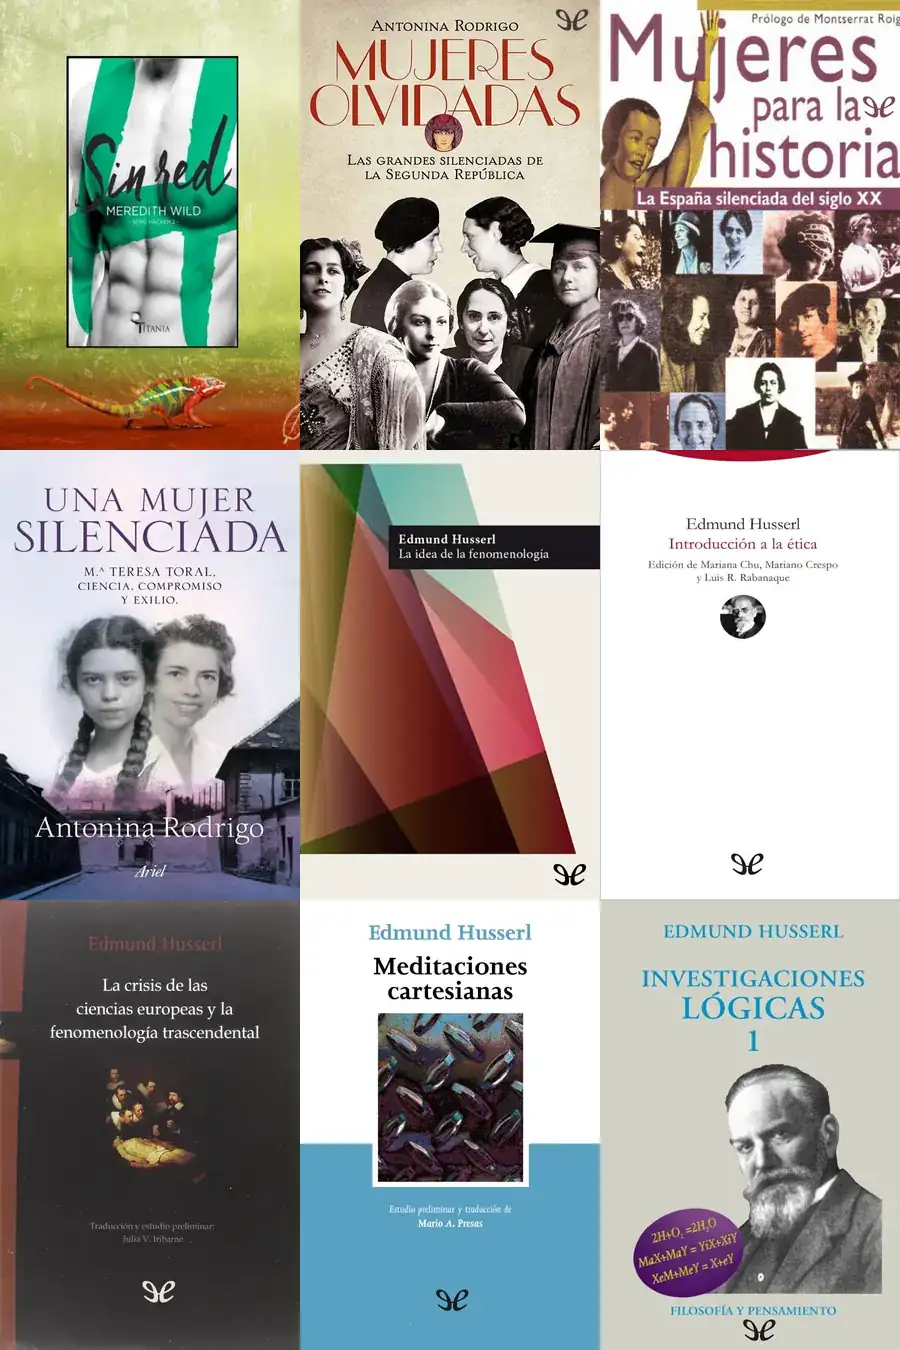 Sin red
MEREDITH WILD
- SERIE HACKER 2 -
TITANIA
ANTONINA RODRIGO
MUJERES
OLVIDADAS
LAS GRANDES SILENCIADAS DE
LA SEGUNDA REPÚBLICA
Prólogo de Montserrat Roig
Mujeres
para la
historia
La España silenciada del siglo XX
UNA MUJER
SILENCIADA
M.ª TERESA TORAL,
CIENCIA, COMPROMISO
Y EXILIO.
Antonina Rodrigo
Ariel
Edmund Husserl
La idea de la fenomenología
Edmund Husserl
Introducción a la ética
Edición de Mariana Chu, Mariano Crespo
y Luis R. Rabanaque
Edmund Husserl
La crisis de las
ciencias europeas y la
fenomenología trascendental
Traducción y estudio preliminar:
Julia V. Iribarne
Edmund Husserl
Meditaciones
cartesianas
Estudio preliminar y traducción de
Mario A. Presas
EDMUND HUSSERL
INVESTIGACIONES
LÓGICAS
1
2H+O₂=2H₂O
MaX+MaY = YiX+XiY
XeM+MeY = X+eY
FILOSOFÍA Y PENSAMIENTO